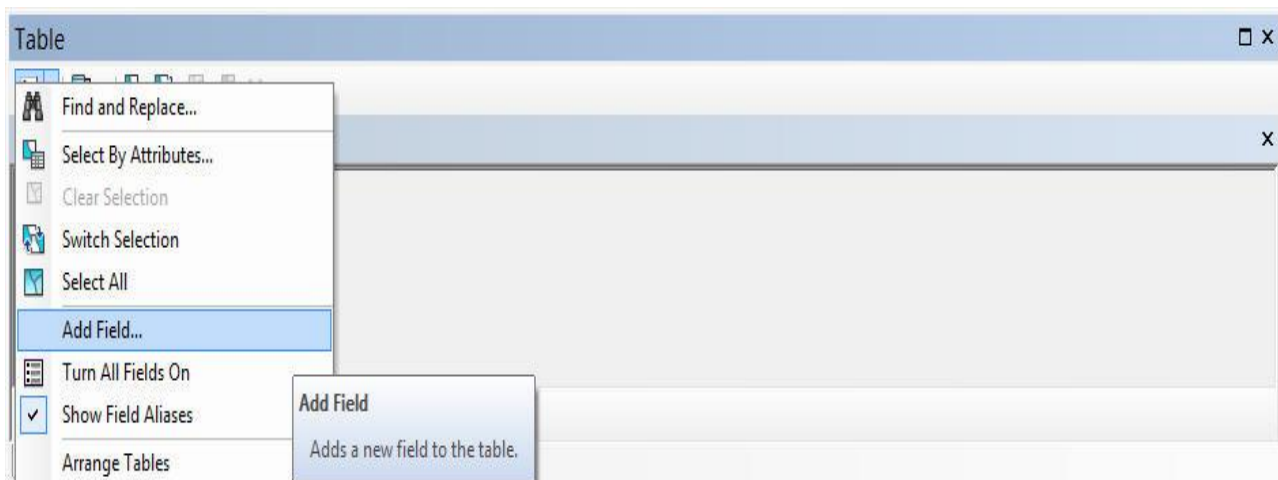 Table
Find and Replace...
Select By Attributes...
Clear Selection
Switch Selection
Select All
Add Field...
Turn All Fields On
Show Field Aliases
Arrange Tables
Add Field
Adds a new field to the table.